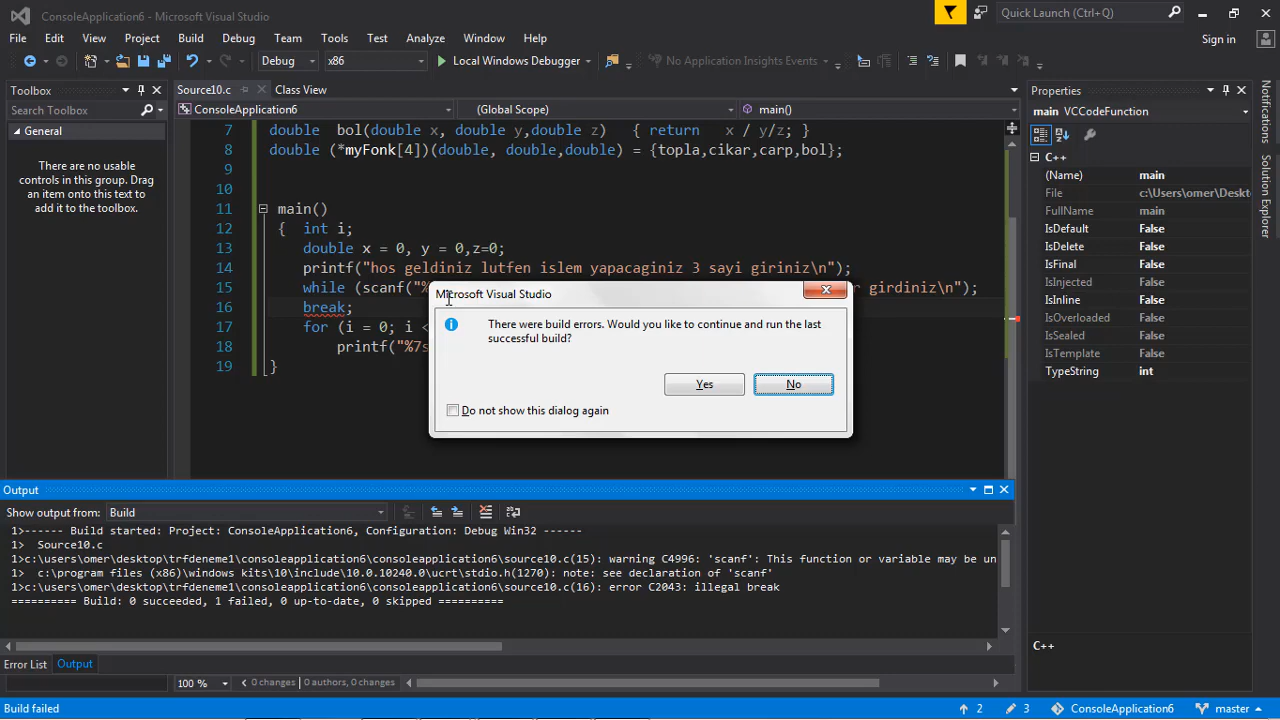 ConsoleApplication6 - Microsoft Visual Studio
Quick Launch (Ctrl+Q)
File Edit View Project Build Debug Team Tools Test Analyze Window Help
Sign in
Debug x86 Local Windows Debugger No Application Insights Events
Toolbox
Search Toolbox
General
There are no usable
controls in this group. Drag
an item onto this text to
add it to the toolbox.
Source10.c Class View
ConsoleApplication6 (Global Scope) main()
7 double bol(double x, double y,double z) { return x / y/z; }
8 double (*myFonk[4])(double, double,double) = {topla,cikar,carp,bol};
9
10
11 main()
12 { int i;
13 double x = 0, y = 0,z=0;
14 printf("hos geldiniz lutfen islem yapacaginiz 3 sayi giriniz\n");
15 while (scanf("% girdiniz\n");
16 break;
17 for (i = 0; i <
18 printf("%7s
19 }
Microsoft Visual Studio
There were build errors. Would you like to continue and run the last
successful build?
Yes No
Do not show this dialog again
Output
Show output from: Build
1>------ Build started: Project: ConsoleApplication6, Configuration: Debug Win32 ------
1> Source10.c
1>c:\users\omer\desktop\trfdeneme1\consoleapplication6\consoleapplication6\source10.c(15): warning C4996: 'scanf': This function or variable may be un
1> c:\program files (x86)\windows kits\10\include\10.0.10240.0\ucrt\stdio.h(1270): note: see declaration of 'scanf'
1>c:\users\omer\desktop\trfdeneme1\consoleapplication6\consoleapplication6\source10.c(16): error C2043: illegal break
========== Build: 0 succeeded, 1 failed, 0 up-to-date, 0 skipped ==========
Error List Output
100 % 0 changes | 0 authors, 0 changes
Properties
main VCCodeFunction
C++
(Name) main
File c:\Users\omer\Deskto
FullName main
IsDefault False
IsDelete False
IsFinal False
IsInjected False
IsInline False
IsOverloaded False
IsSealed False
IsTemplate False
TypeString int
C++
Notifications
Solution Explorer
Build failed 2 3 ConsoleApplication6 master